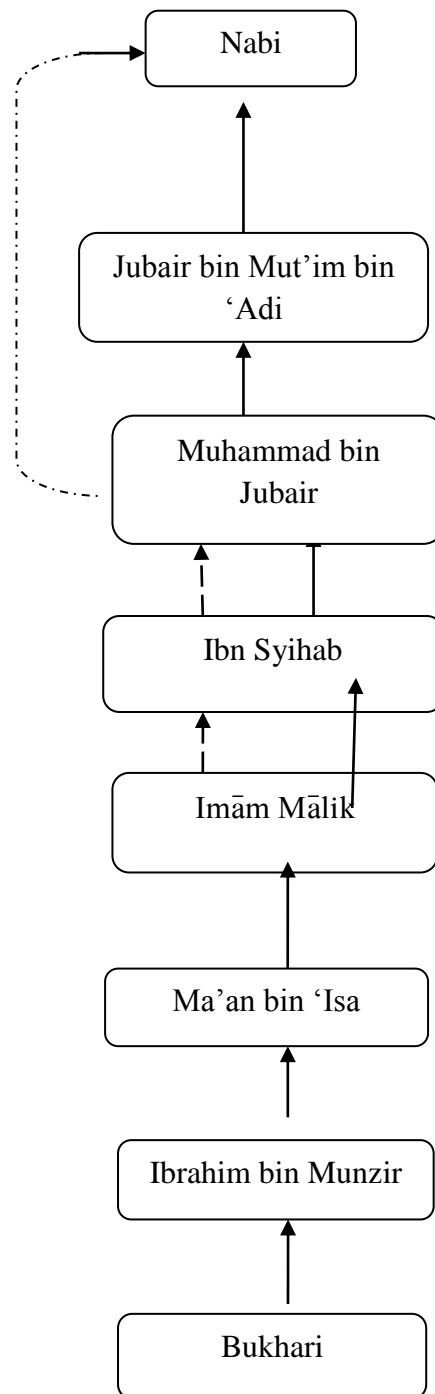 Nabi
Jubair bin Mut’im bin
‘Adi
Muhammad bin
Jubair
Ibn Syihab
Imām Mālik
Ma’an bin ‘Isa
Ibrahim bin Munzir
Bukhari